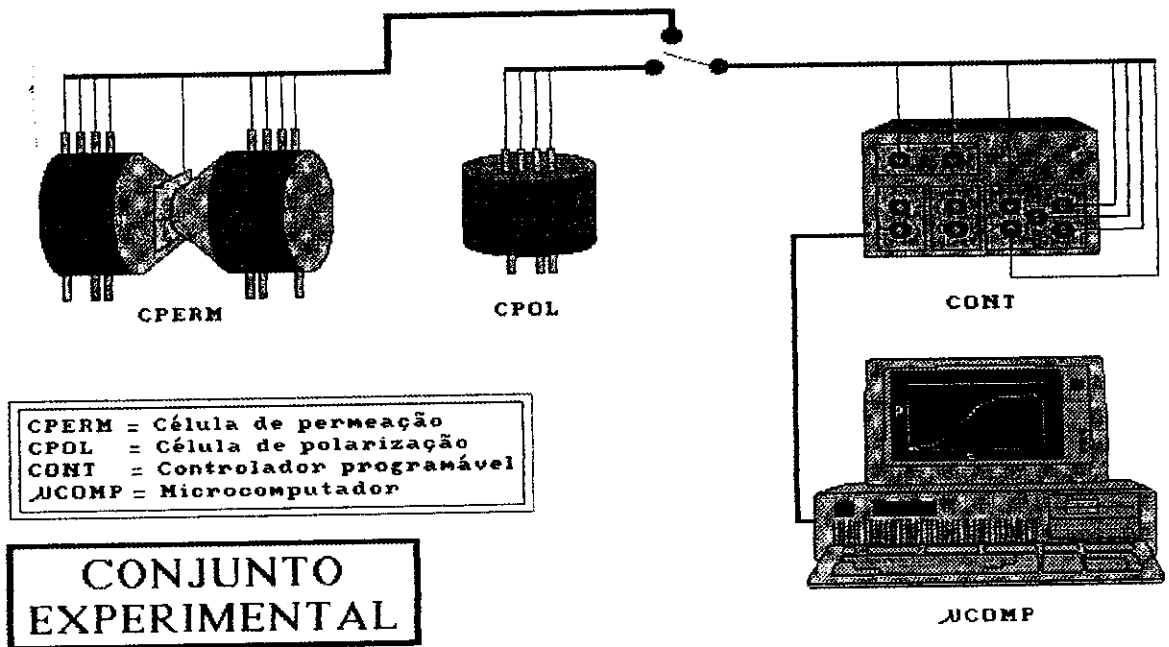 CPERM
CPOL
CONT
CPERM = Célula de permeação
CPOL = Célula de polarização
CONT = Controlador programável
µCOMP = Microcomputador
CONJUNTO
EXPERIMENTAL
µCOMP